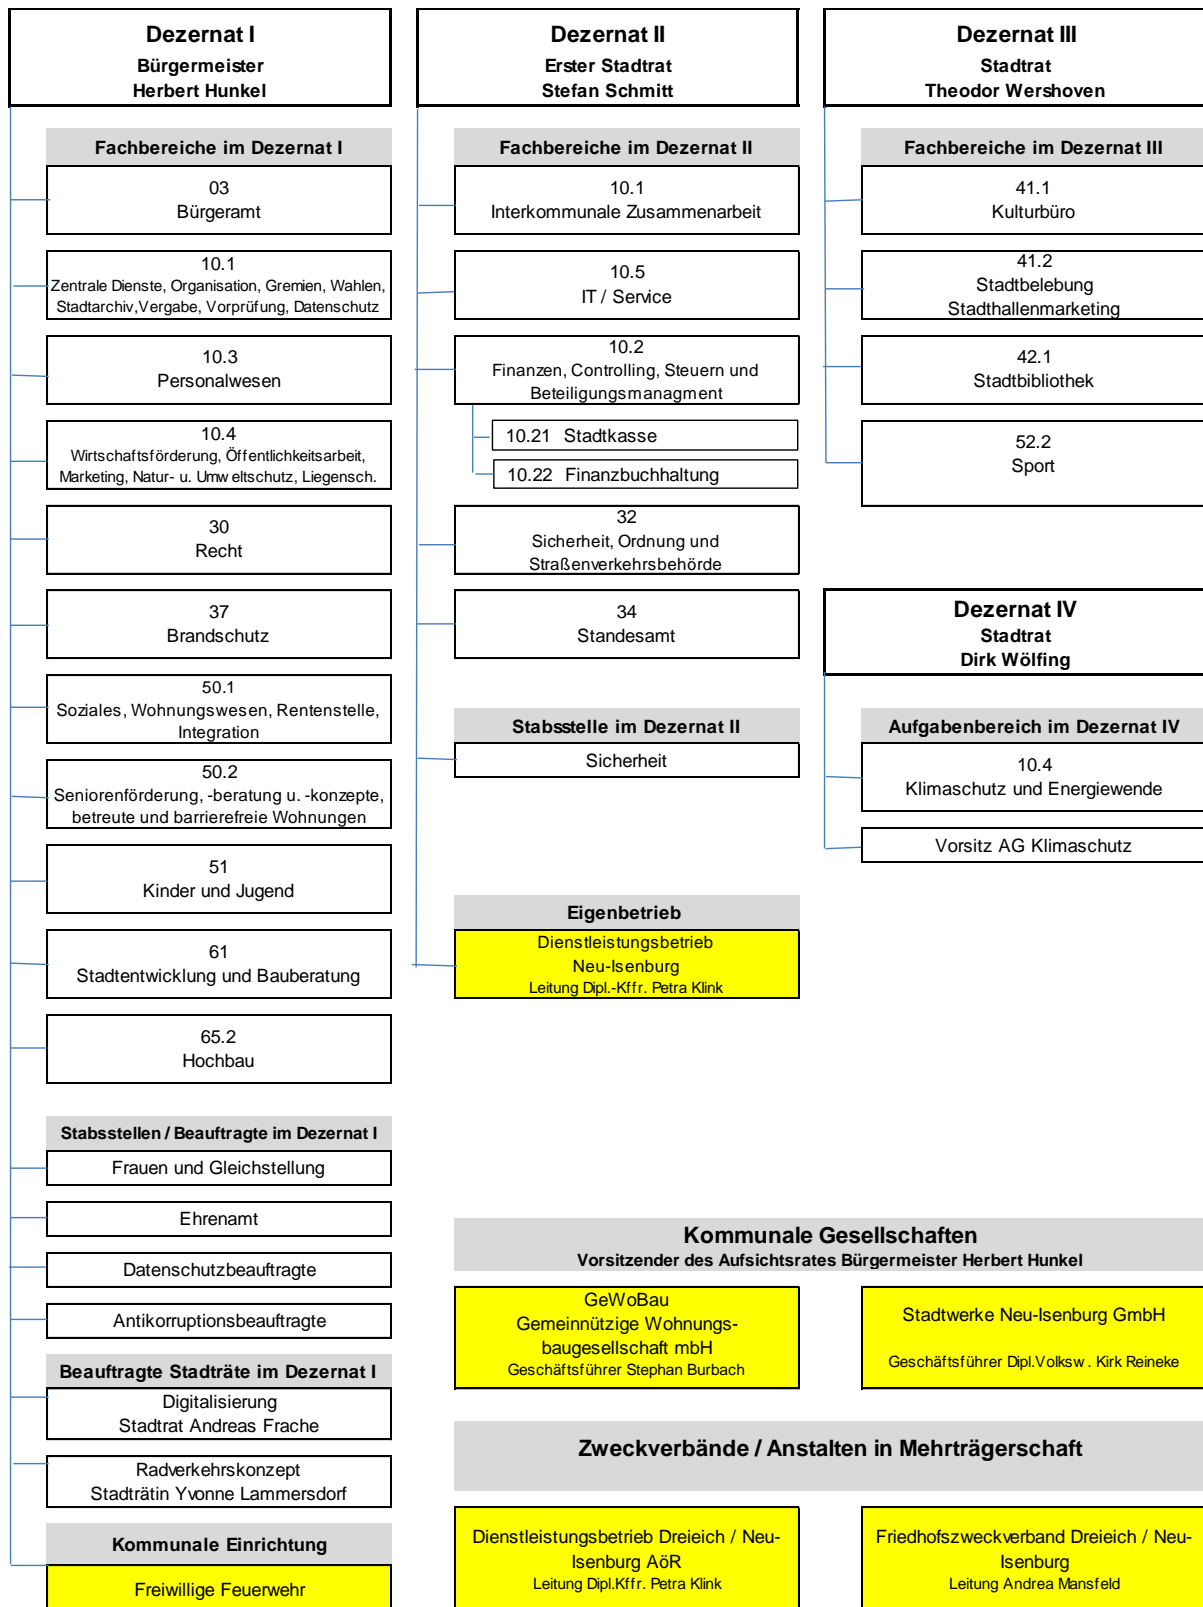 Dezernat I
Bürgermeister
Herbert Hunkel
Fachbereiche im Dezernat I
03
Bürgeramt
10.1
Zentrale Dienste, Organisation, Gremien, Wahlen,
Stadtarchiv,Vergabe, Vorprüfung, Datenschutz
10.3
Personalwesen
10.4
Wirtschaftsförderung, Öffentlichkeitsarbeit,
Marketing, Natur- u. Umweltschutz, Liegensch.
30
Recht
37
Brandschutz
50.1
Soziales, Wohnungswesen, Rentenstelle,
Integration
50.2
Seniorenförderung, -beratung u. -konzepte,
betreute und barrierefreie Wohnungen
51
Kinder und Jugend
61
Stadtentwicklung und Bauberatung
65.2
Hochbau
Stabsstellen / Beauftragte im Dezernat I
Frauen und Gleichstellung
Ehrenamt
Datenschutzbeauftragte
Antikorruptionsbeauftragte
Beauftragte Stadträte im Dezernat I
Digitalisierung
Stadtrat Andreas Frache
Radverkehrskonzept
Stadträtin Yvonne Lammersdorf
Kommunale Einrichtung
Freiwillige Feuerwehr
Dezernat II
Erster Stadtrat
Stefan Schmitt
Fachbereiche im Dezernat II
10.1
Interkommunale Zusammenarbeit
10.5
IT / Service
10.2
Finanzen, Controlling, Steuern und
Beteiligungsmanagment
10.21 Stadtkasse
10.22 Finanzbuchhaltung
32
Sicherheit, Ordnung und
Straßenverkehrsbehörde
34
Standesamt
Stabsstelle im Dezernat II
Sicherheit
Eigenbetrieb
Dienstleistungsbetrieb
Neu-Isenburg
Leitung Dipl.-Kffr. Petra Klink
Dezernat III
Stadtrat
Theodor Wershoven
Fachbereiche im Dezernat III
41.1
Kulturbüro
41.2
Stadtbelebung
Stadthallenmarketing
42.1
Stadtbibliothek
52.2
Sport
Dezernat IV
Stadtrat
Dirk Wölfing
Aufgabenbereich im Dezernat IV
10.4
Klimaschutz und Energiewende
Vorsitz AG Klimaschutz
Kommunale Gesellschaften
Vorsitzender des Aufsichtsrates Bürgermeister Herbert Hunkel
GeWoBau
Gemeinnützige Wohnungs-
baugesellschaft mbH
Geschäftsführer Stephan Burbach
Stadtwerke Neu-Isenburg GmbH
Geschäftsführer Dipl.Volksw. Kirk Reineke
Zweckverbände / Anstalten in Mehrträgerschaft
Dienstleistungsbetrieb Dreieich / Neu-
Isenburg AöR
Leitung Dipl.Kffr. Petra Klink
Friedhofszweckverband Dreieich / Neu-
Isenburg
Leitung Andrea Mansfeld